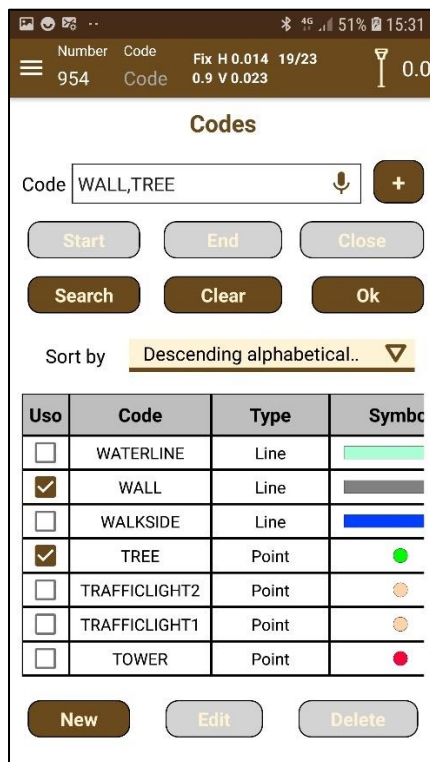 4G 51% 15:31
Number Code Fix H 0.014 19/23
954 Code 0.9 V 0.023 0.0
Codes
Code WALL,TREE +
Start End Close
Search Clear Ok
Sort by Descending alphabetical..
Uso Code Type Symbo
WATERLINE Line
WALL Line
WALKSIDE Line
TREE Point
TRAFFICLIGHT2 Point
TRAFFICLIGHT1 Point
TOWER Point
New Edit Delete